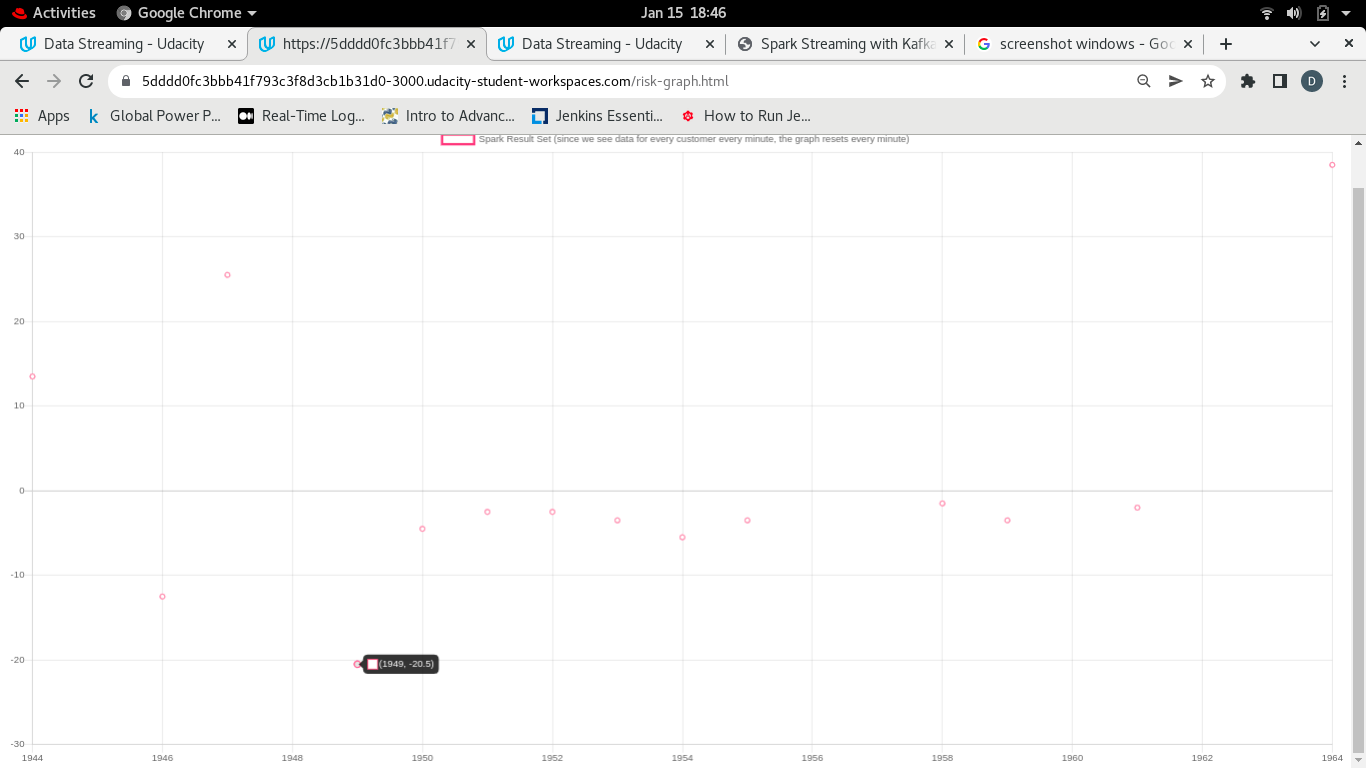 Activities Google Chrome Jan 15 18:46
Data Streaming - Udacity https://5dddd0fc3bbb41f7 Data Streaming - Udacity Spark Streaming with Kafka screenshot windows - Goo
5dddd0fc3bbb41f793c3f8d3cb1b31d0-3000.udacity-student-workspaces.com/risk-graph.html D
Apps Global Power P... Real-Time Log... Intro to Advanc... Jenkins Essenti... How to Run Je...
Spark Result Set (since we see data for every customer every minute, the graph resets every minute)
40
30
20
10
0
-10
-20
(1949, -20.5)
-30
1944 1946 1948 1950 1952 1954 1956 1958 1960 1962 1964